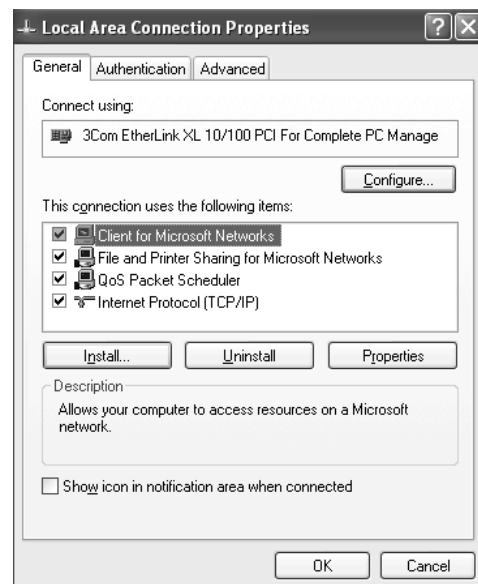 Local Area Connection Properties
General Authentication Advanced
Connect using:
3Com EtherLink XL 10/100 PCI For Complete PC Manage
Configure...
This connection uses the following items:
Client for Microsoft Networks
File and Printer Sharing for Microsoft Networks
QoS Packet Scheduler
Internet Protocol (TCP/IP)
Install... Uninstall Properties
Description
Allows your computer to access resources on a Microsoft
network.
Show icon in notification area when connected
OK Cancel